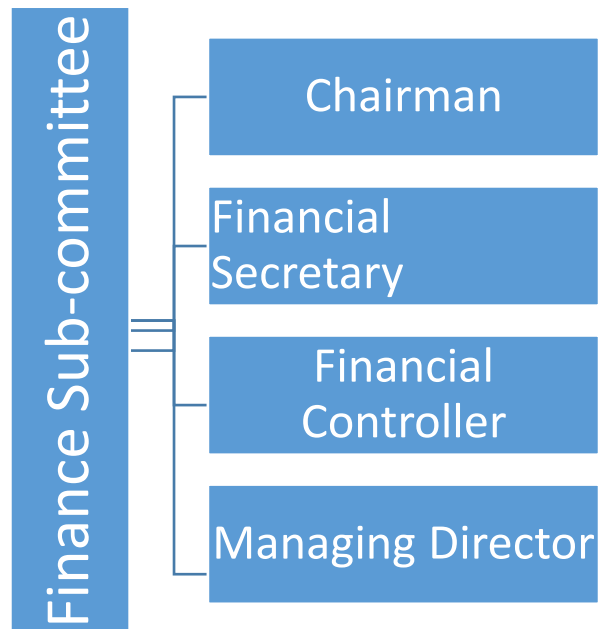 Finance Sub-committee
Chairman
Financial
Secretary
Financial
Controller
Managing Director